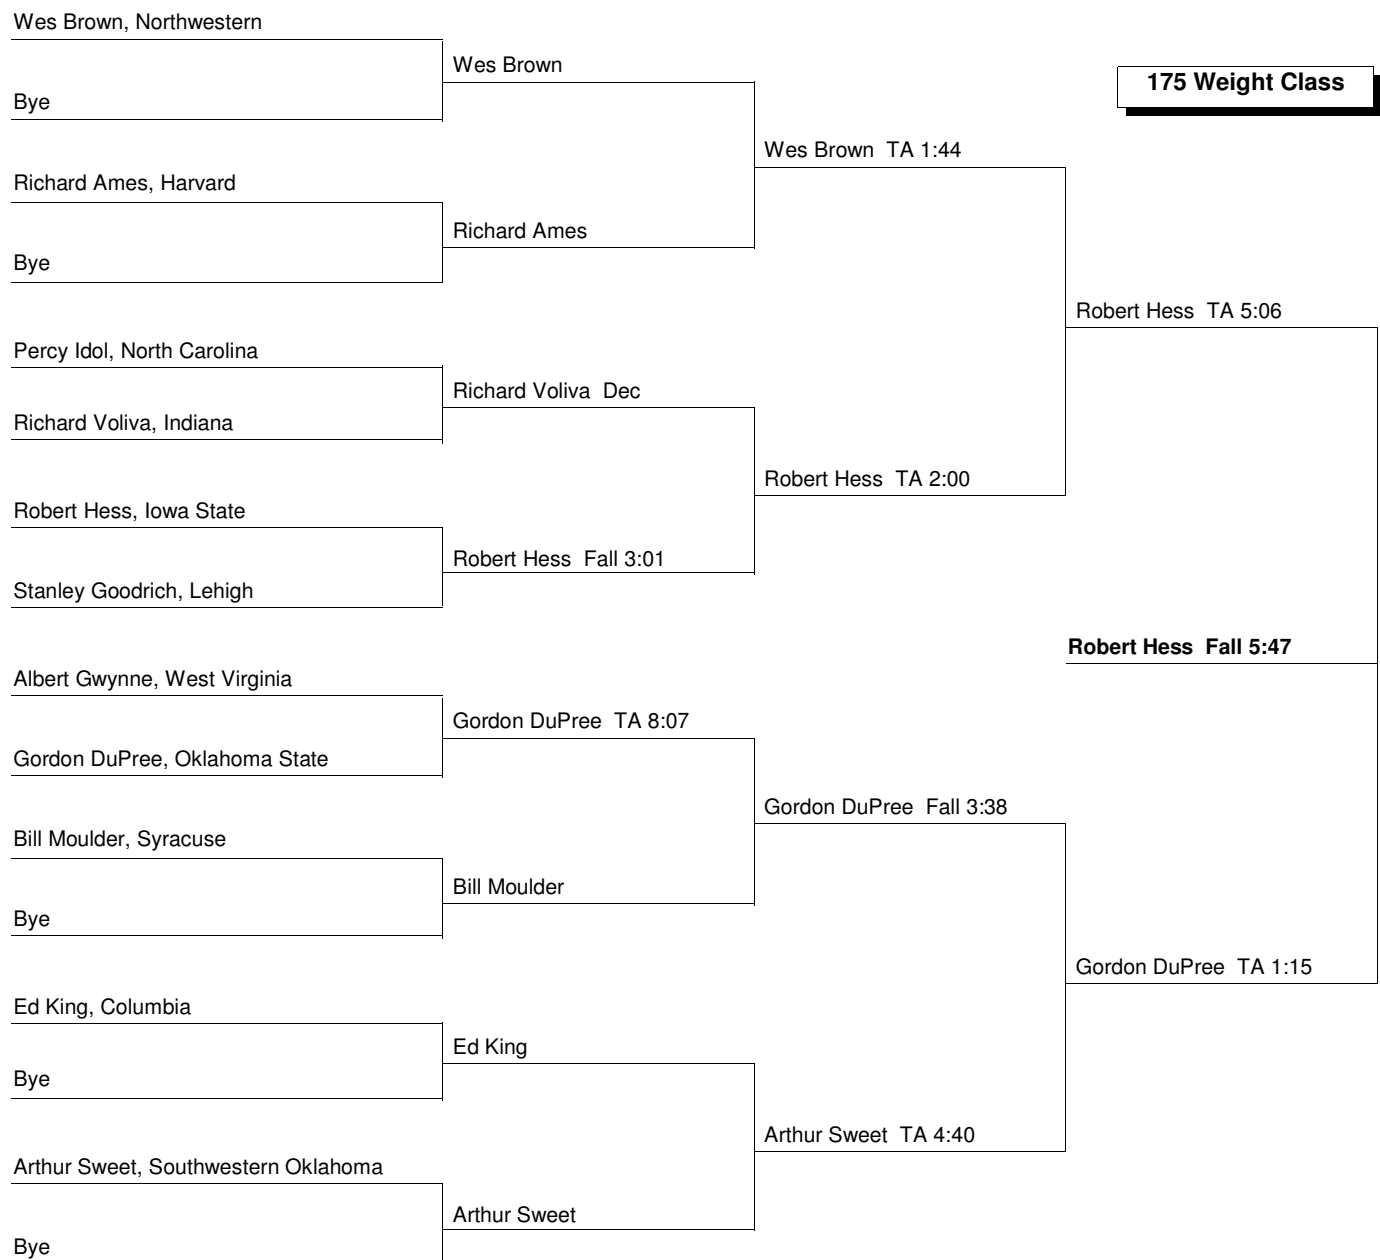 Wes Brown, Northwestern
Wes Brown
175 Weight Class
Bye
Wes Brown TA 1:44
Richard Ames, Harvard
Richard Ames
Bye
Robert Hess TA 5:06
Percy Idol, North Carolina
Richard Voliva Dec
Richard Voliva, Indiana
Robert Hess TA 2:00
Robert Hess, Iowa State
Robert Hess Fall 3:01
Stanley Goodrich, Lehigh
Robert Hess Fall 5:47
Albert Gwynne, West Virginia
Gordon DuPree TA 8:07
Gordon DuPree, Oklahoma State
Gordon DuPree Fall 3:38
Bill Moulder, Syracuse
Bill Moulder
Bye
Gordon DuPree TA 1:15
Ed King, Columbia
Ed King
Bye
Arthur Sweet TA 4:40
Arthur Sweet, Southwestern Oklahoma
Arthur Sweet
Bye